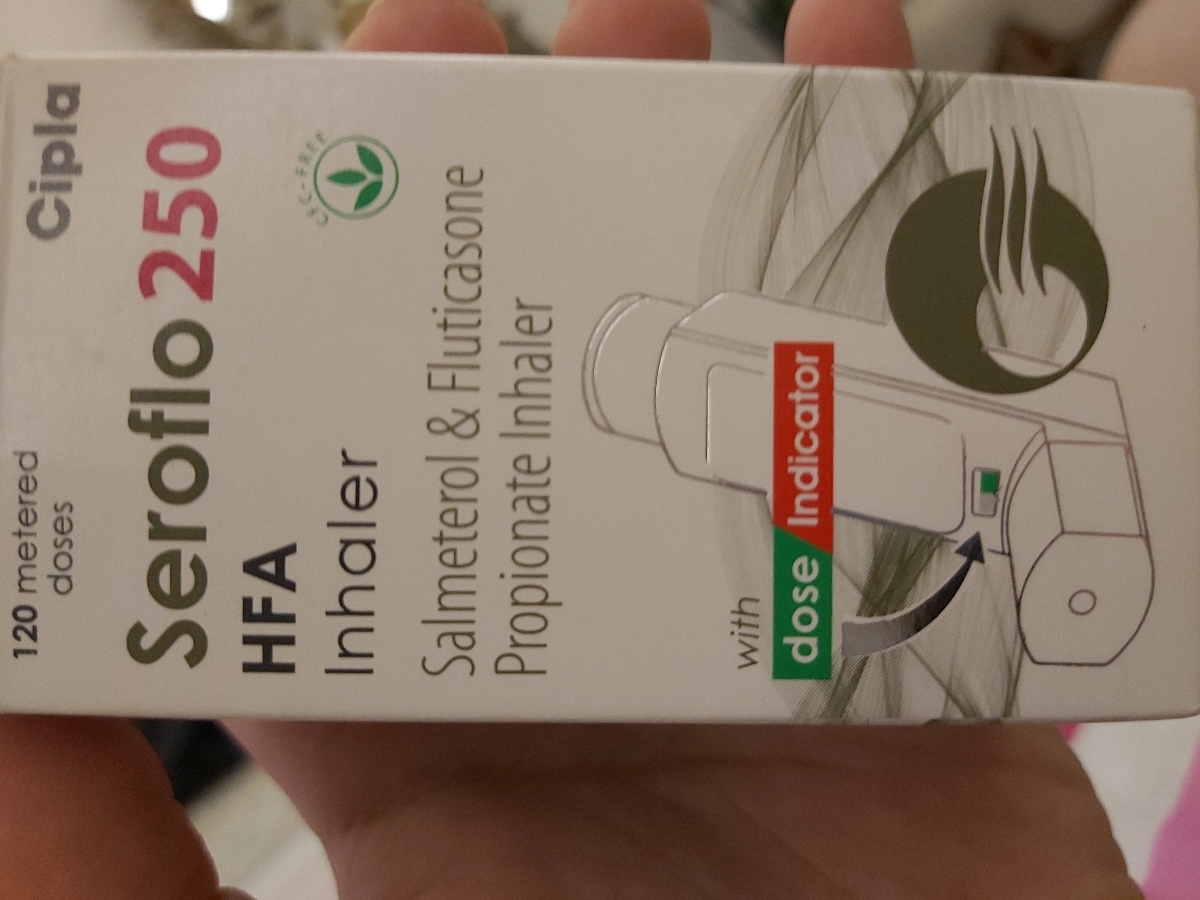 120 metered
doses
Cipla
Seroflo 250
HFA
Inhaler
CFC-FREE
Salmeterol & Fluticasone
Propionate Inhaler
with
dose Indicator